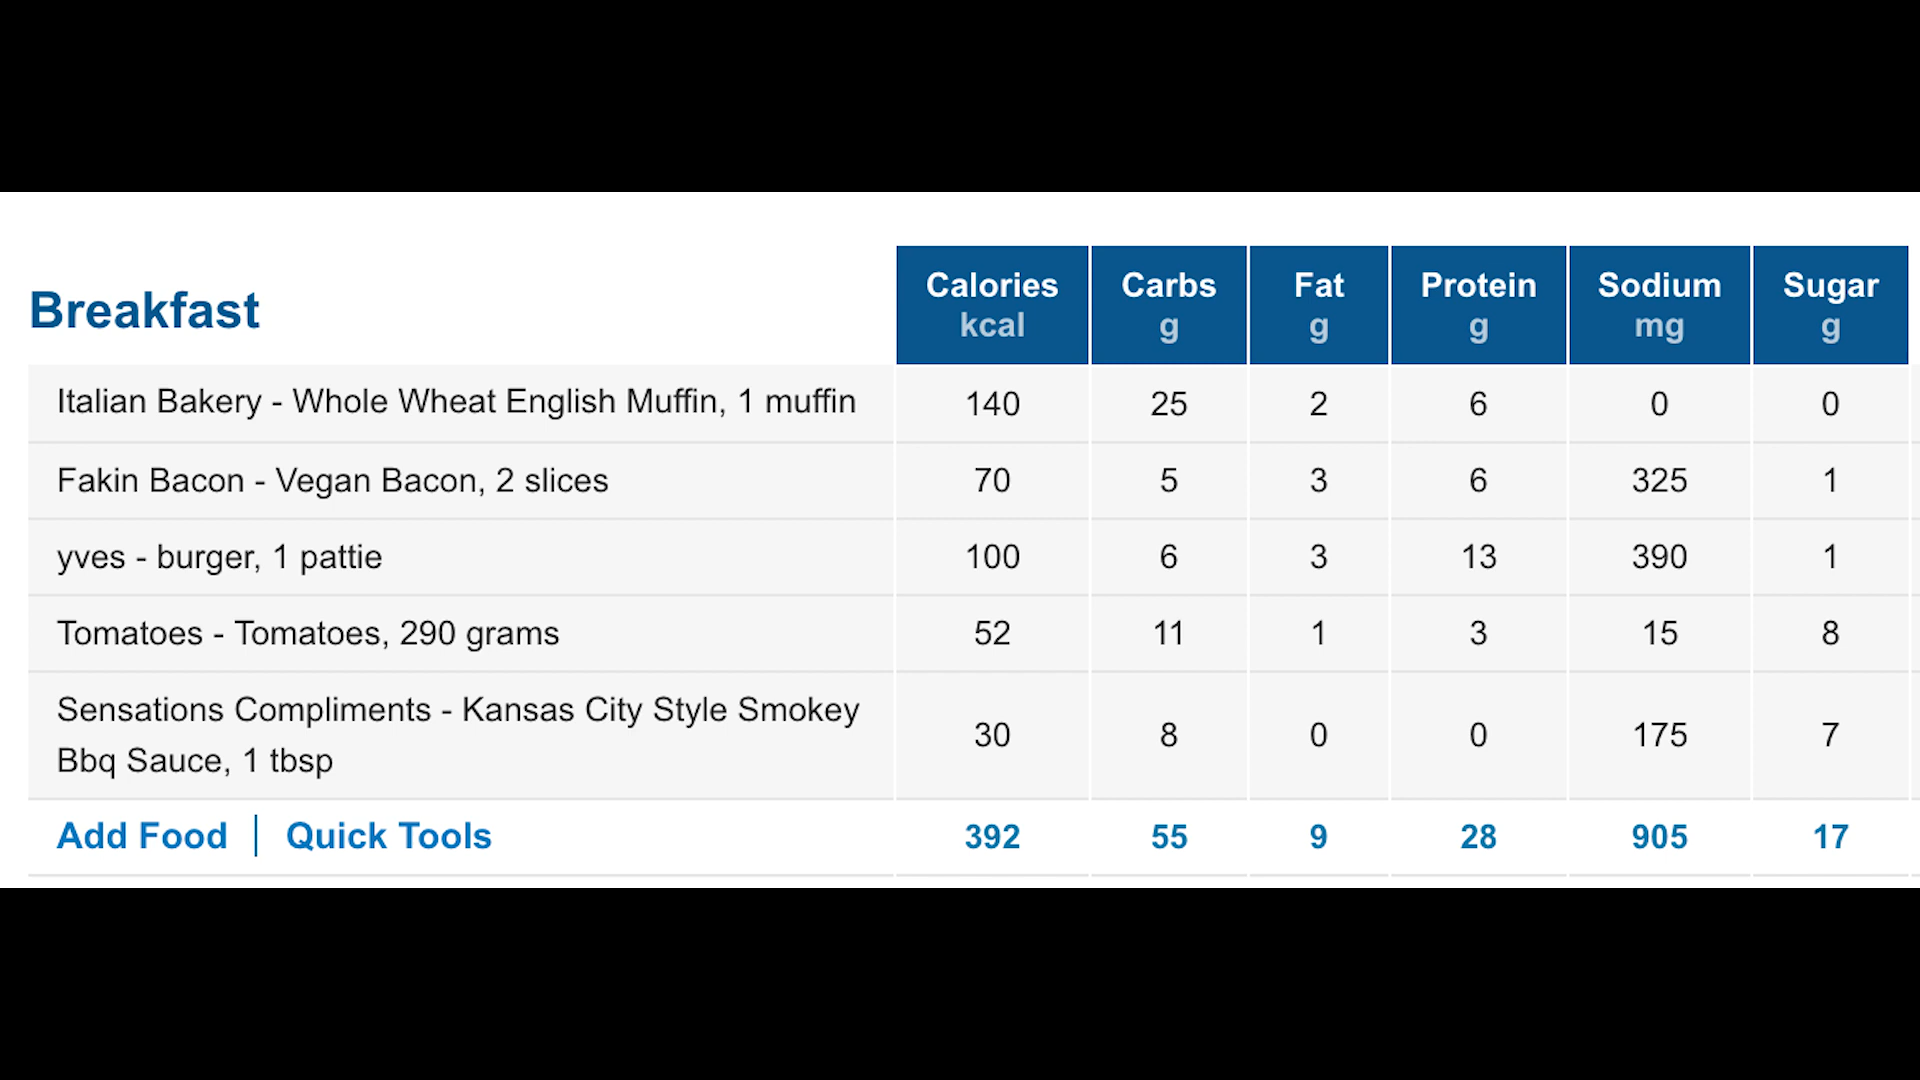 Breakfast
Calories Carbs Fat Protein Sodium Sugar
kcal g g g mg g
Italian Bakery - Whole Wheat English Muffin, 1 muffin 140 25 2 6 0 0
Fakin Bacon - Vegan Bacon, 2 slices 70 5 3 6 325 1
yves - burger, 1 pattie 100 6 3 13 390 1
Tomatoes - Tomatoes, 290 grams 52 11 1 3 15 8
Sensations Compliments - Kansas City Style Smokey
Bbq Sauce, 1 tbsp 30 8 0 0 175 7
Add Food | Quick Tools 392 55 9 28 905 17